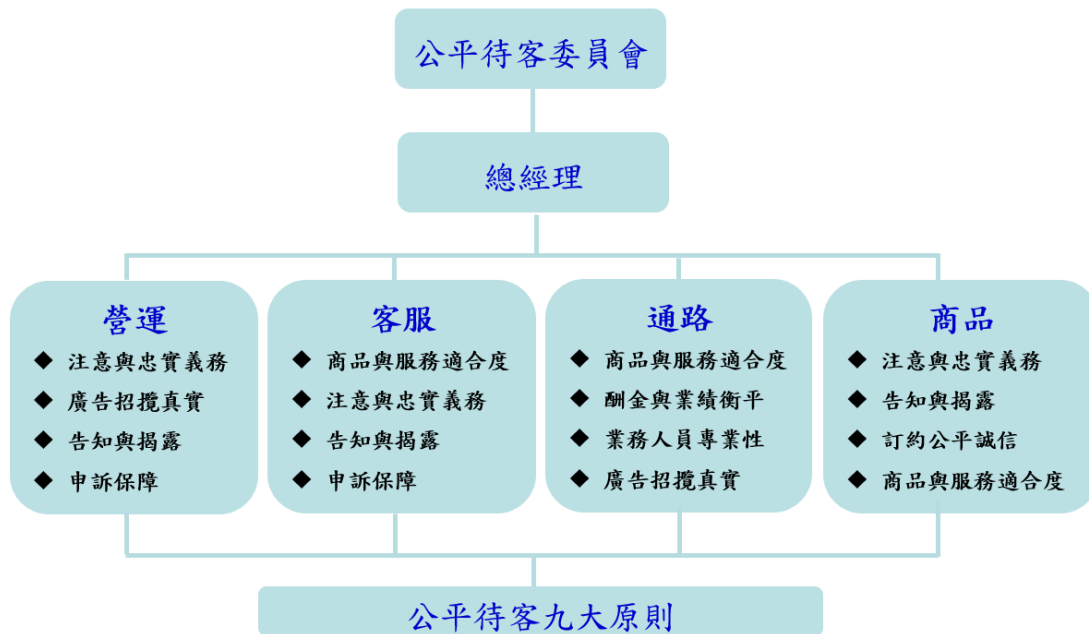 公平待客委員會
總經理
營運
◆ 注意與忠實義務
◆ 廣告招攬真實
◆ 告知與揭露
◆ 申訴保障
客服
◆ 商品與服務適合度
◆ 注意與忠實義務
◆ 告知與揭露
◆ 申訴保障
通路
◆ 商品與服務適合度
◆ 酬金與業績衡平
◆ 業務人員專業性
◆ 廣告招攬真實
商品
◆ 注意與忠實義務
◆ 告知與揭露
◆ 訂約公平誠信
◆ 商品與服務適合度
公平待客九大原則